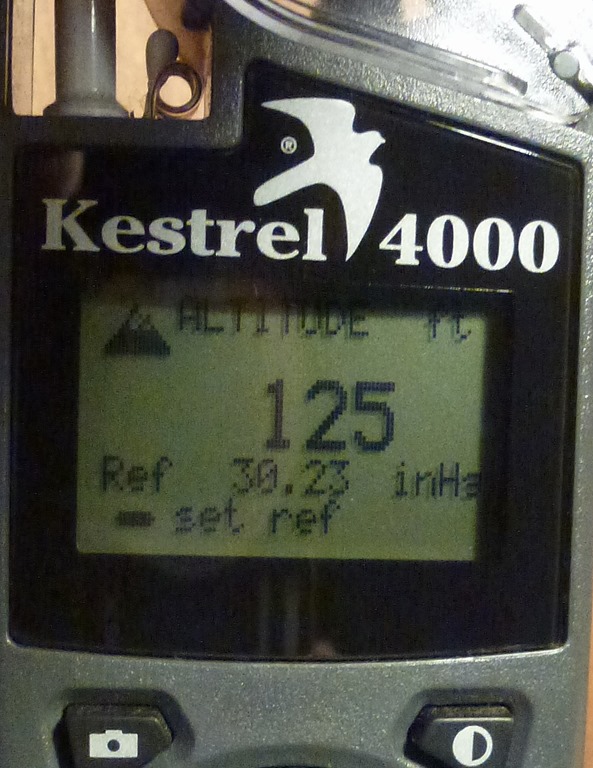 ®
Kestrel 4000
ALTITUDE ft
125
Ref 30.23 inHg
set ref